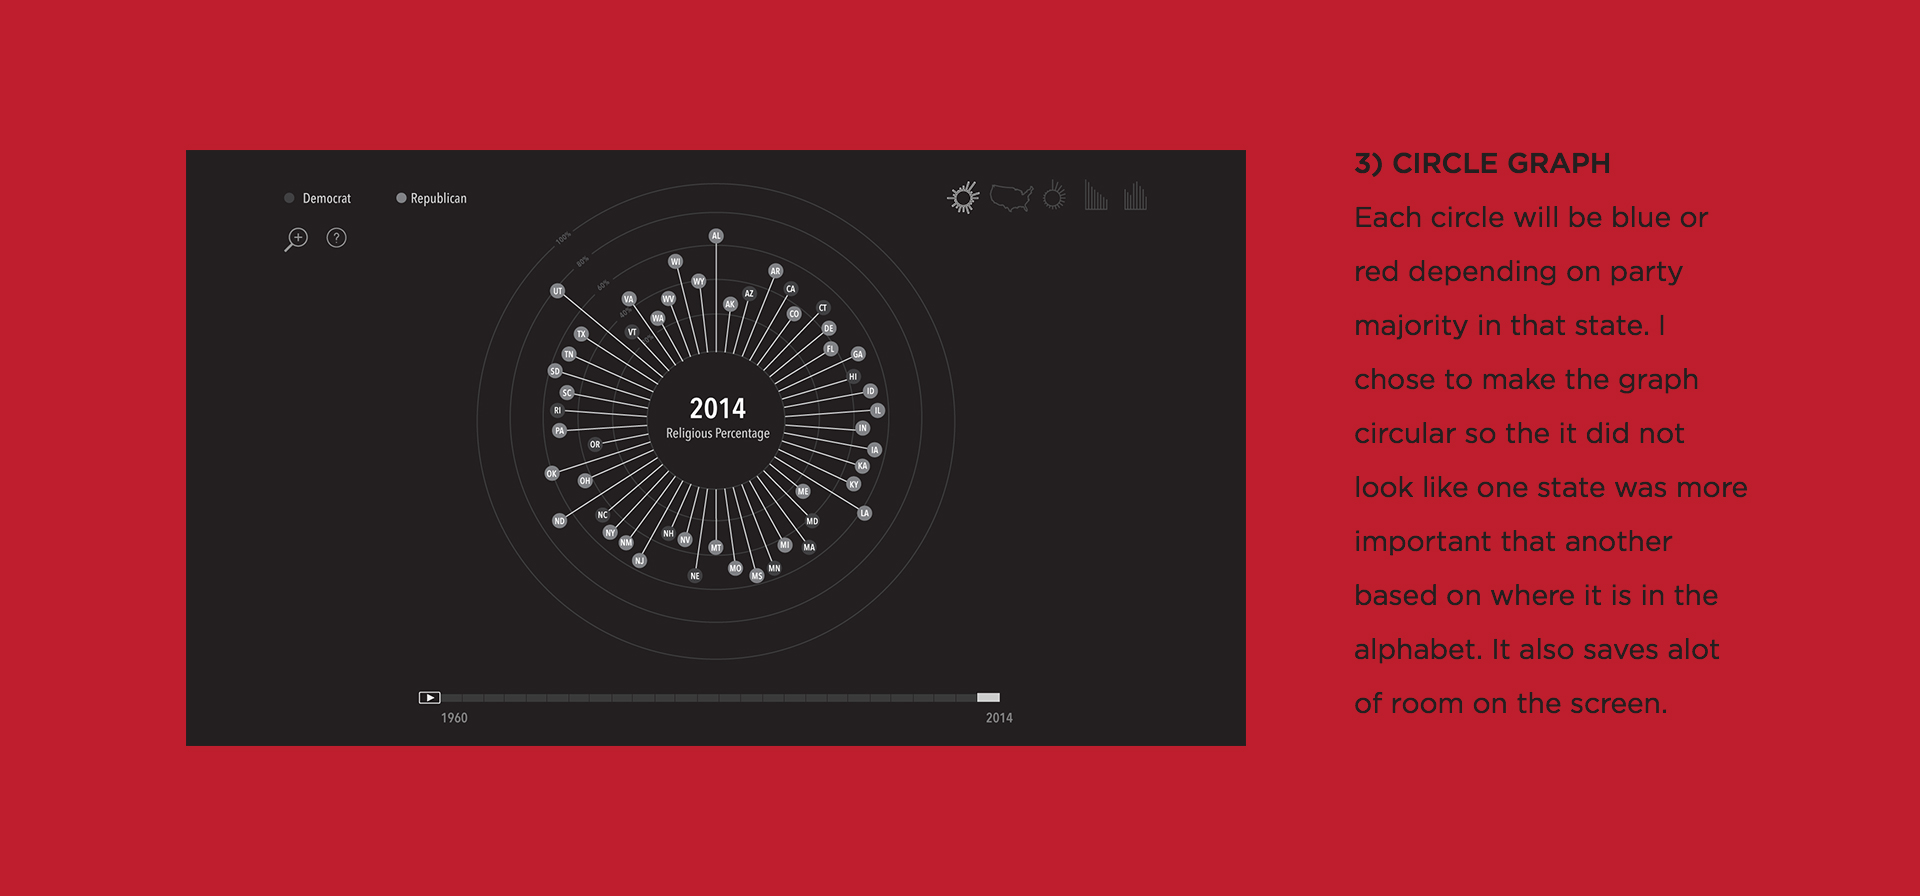 Democrat
Republican
?
100%
80%
60%
40%
AL
AK
AZ
AR
CA
CO
CT
DE
FL
GA
HI
ID
IL
IN
IA
KA
KY
LA
ME
MD
MA
MI
MN
MS
MO
MT
NE
NV
NH
NJ
NM
NY
NC
ND
OH
OK
OR
PA
RI
SC
SD
TN
TX
UT
VT
VA
WA
WV
WI
WY
2014
Religious Percentage
1960
2014
3) CIRCLE GRAPH
Each circle will be blue or
red depending on party
majority in that state. I
chose to make the graph
circular so the it did not
look like one state was more
important that another
based on where it is in the
alphabet. It also saves alot
of room on the screen.